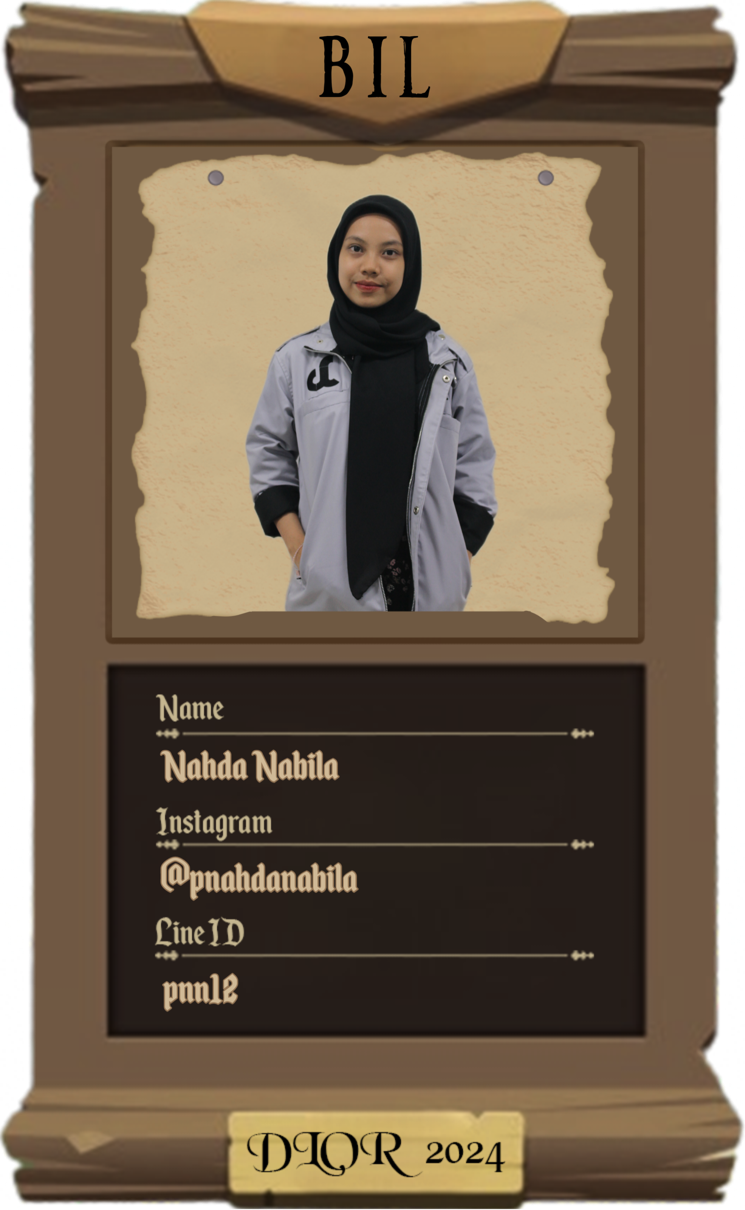 BIL
Name
Nahda Nabila
Instagram
@pnahdanabila
Line ID
pnn12
DLOR 2024